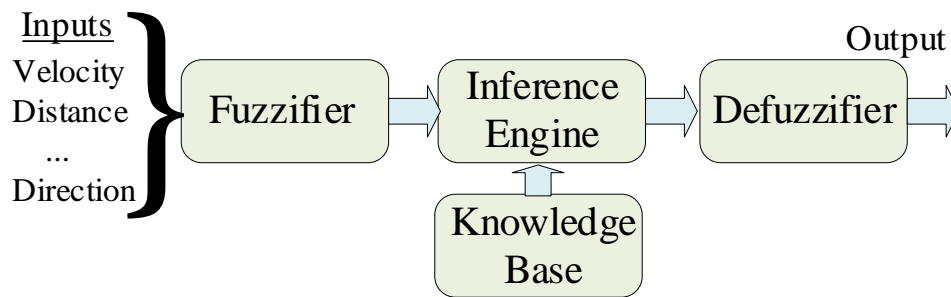 Inputs
Velocity
Distance
...
Direction
Fuzzifier
Inference
Engine
Knowledge
Base
Defuzzifier
Output